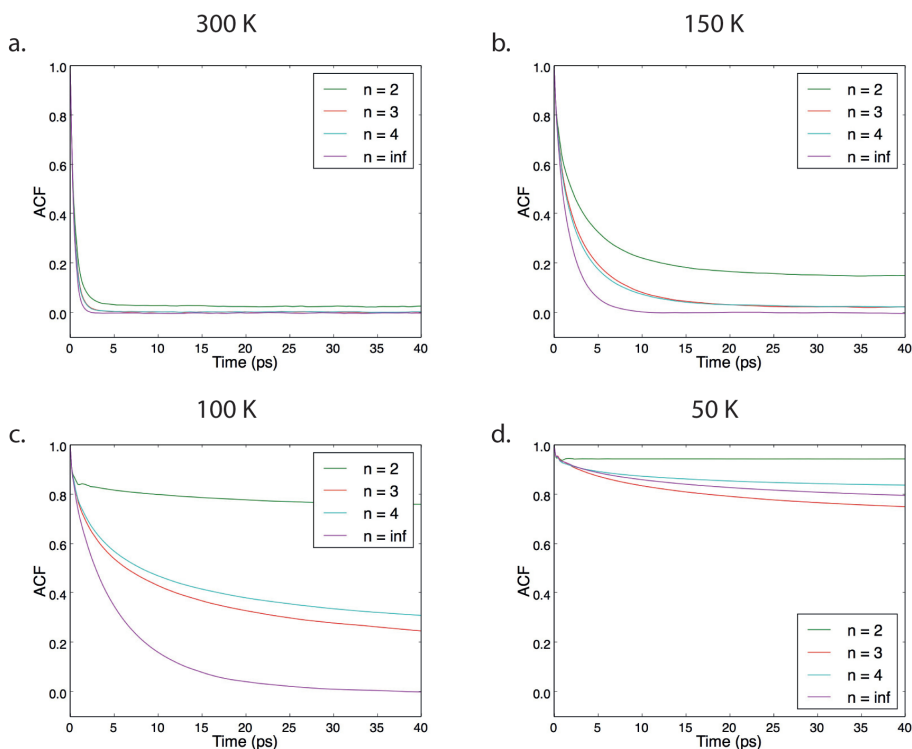 300 K
a.
1.0
0.8
0.6
0.4
0.2
0.0
ACF
n = 2
n = 3
n = 4
n = inf
0 5 10 15 20 25 30 35 40
Time (ps)
150 K
b.
1.0
0.8
0.6
0.4
0.2
0.0
ACF
n = 2
n = 3
n = 4
n = inf
0 5 10 15 20 25 30 35 40
Time (ps)
100 K
c.
1.0
0.8
0.6
0.4
0.2
0.0
ACF
n = 2
n = 3
n = 4
n = inf
0 5 10 15 20 25 30 35 40
Time (ps)
50 K
d.
1.0
0.8
0.6
0.4
0.2
0.0
ACF
n = 2
n = 3
n = 4
n = inf
0 5 10 15 20 25 30 35 40
Time (ps)